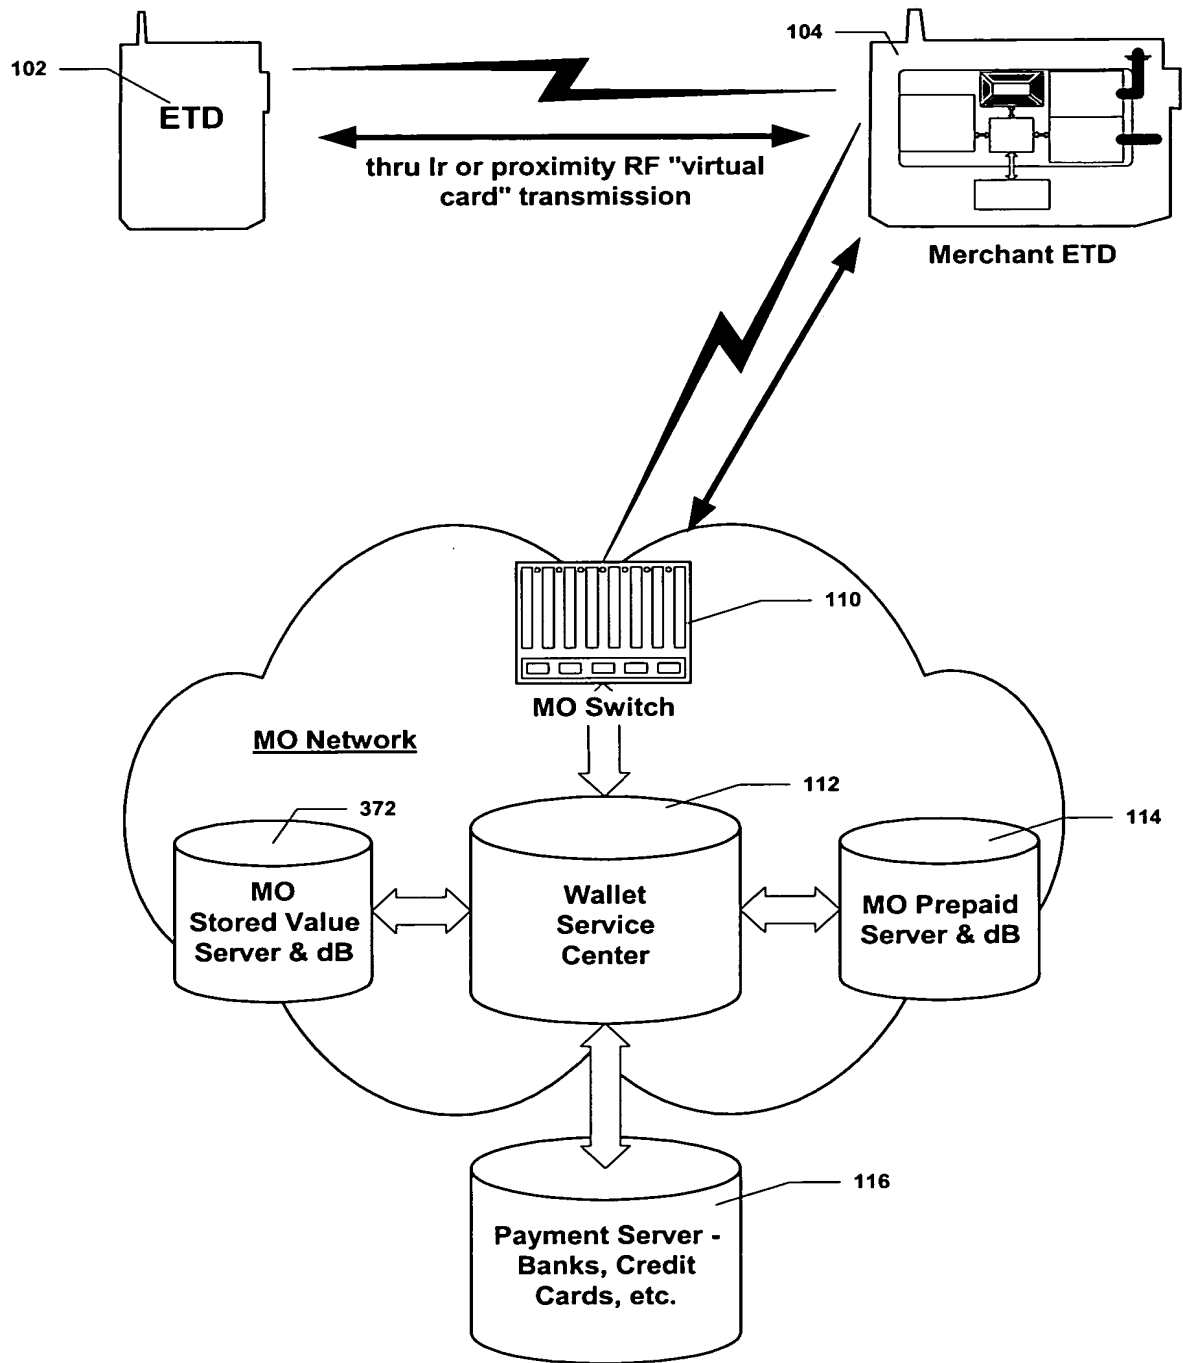 104
102
ETD
thru Ir or proximity RF "virtual
card" transmission
Merchant ETD
110
MO Switch
MO Network
112
372
114
MO
Stored Value
Server & dB
Wallet
Service
Center
MO Prepaid
Server & dB
116
Payment Server -
Banks, Credit
Cards, etc.